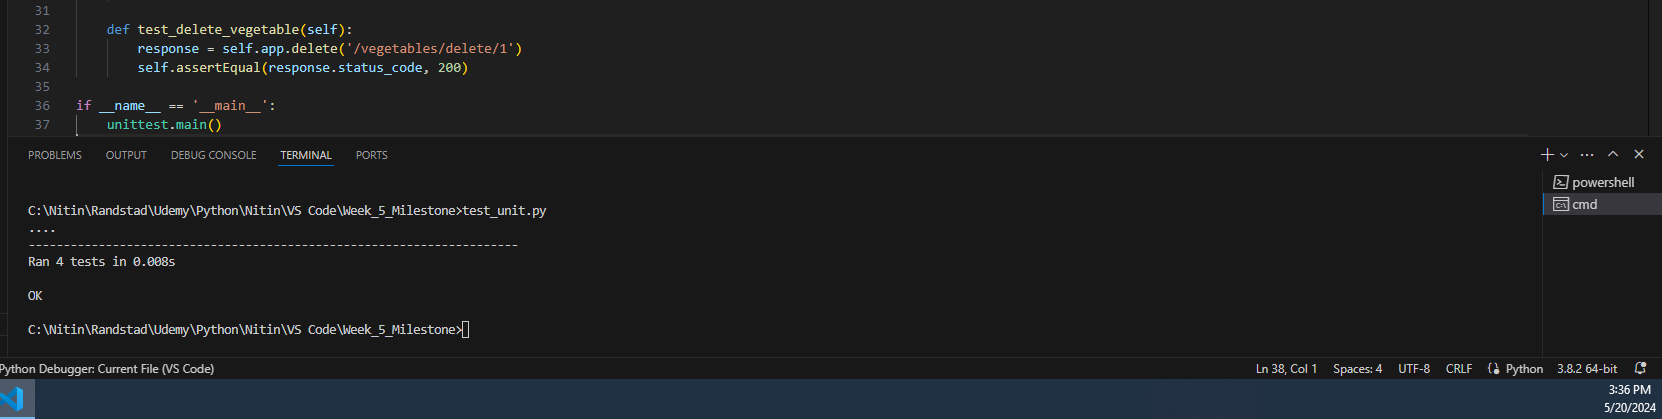 31
32 def test_delete_vegetable(self):
33 response = self.app.delete('/vegetables/delete/1')
34 self.assertEqual(response.status_code, 200)
35
36 if __name__ == '__main__':
37 unittest.main()
PROBLEMS OUTPUT DEBUG CONSOLE TERMINAL PORTS
powershell
cmd
C:\Nitin\Randstad\Udemy\Python\Nitin\VS Code\Week_5_Milestone>test_unit.py
....
----------------------------------------------------------------------
Ran 4 tests in 0.008s
OK
C:\Nitin\Randstad\Udemy\Python\Nitin\VS Code\Week_5_Milestone>
Python Debugger: Current File (VS Code) Ln 38, Col 1 Spaces: 4 UTF-8 CRLF Python 3.8.2 64-bit
3:36 PM
5/20/2024